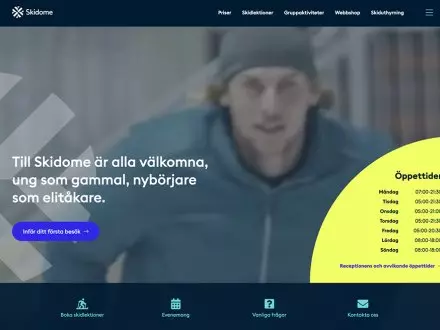 Skidome
Priser Skidlektioner Gruppaktiviteter Webbshop Skiduthyrning
Till Skidome är alla välkomna,
ung som gammal, nybörjare
som elitåkare.
Inför ditt första besök →
Öppettider
Måndag 07:00-21:30
Tisdag 05:00-21:30
Onsdag 05:00-21:30
Torsdag 05:00-21:30
Fredag 05:00-20:30
Lördag 08:00-18:00
Söndag 08:00-18:00
Receptionens och avvikande öppettider →
Boka skidlektioner
Evenemang
Vanliga frågor
Kontakta oss